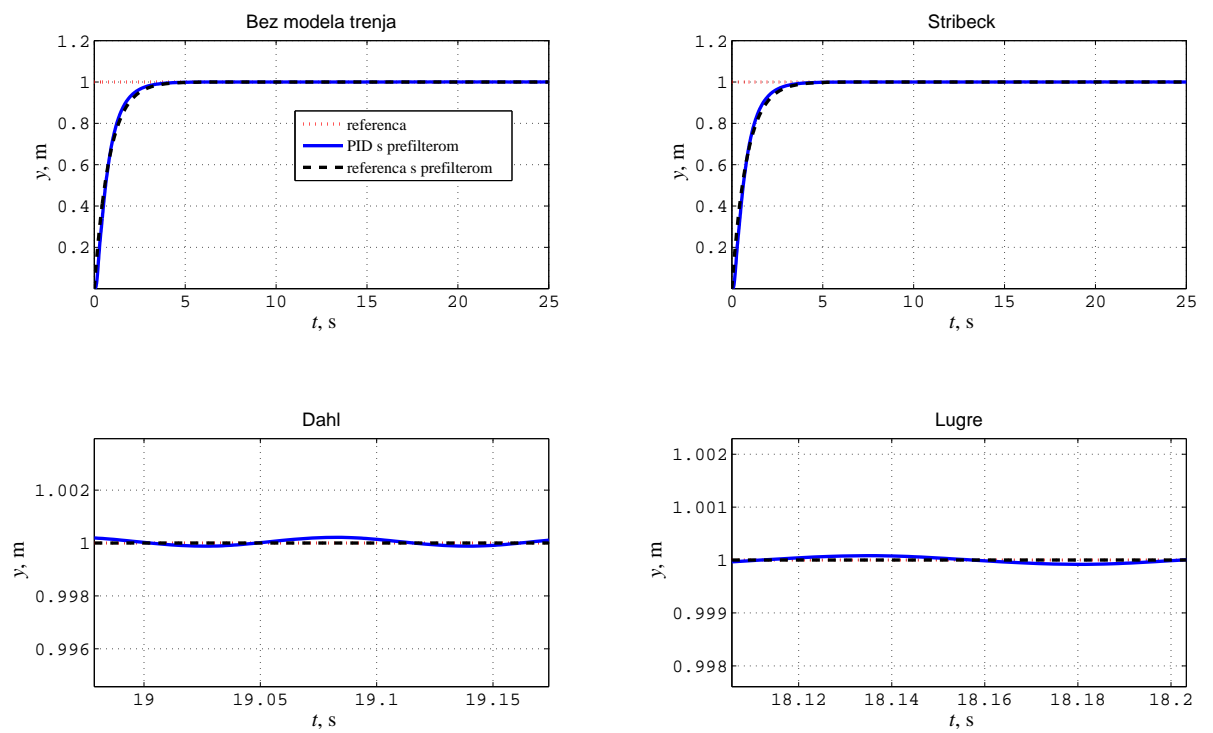 Bez modela trenja
1.2
1
0.8
0.6
0.4
0.2
y, m
0 5 10 15 20 25
t, s
referenca
PID s prefilterom
referenca s prefilterom
Stribeck
1.2
1
0.8
0.6
0.4
0.2
y, m
0 5 10 15 20 25
t, s
Dahl
1.002
1
0.998
0.996
y, m
19 19.05 19.1 19.15
t, s
Lugre
1.002
1.001
1
0.999
0.998
y, m
18.12 18.14 18.16 18.18 18.2
t, s